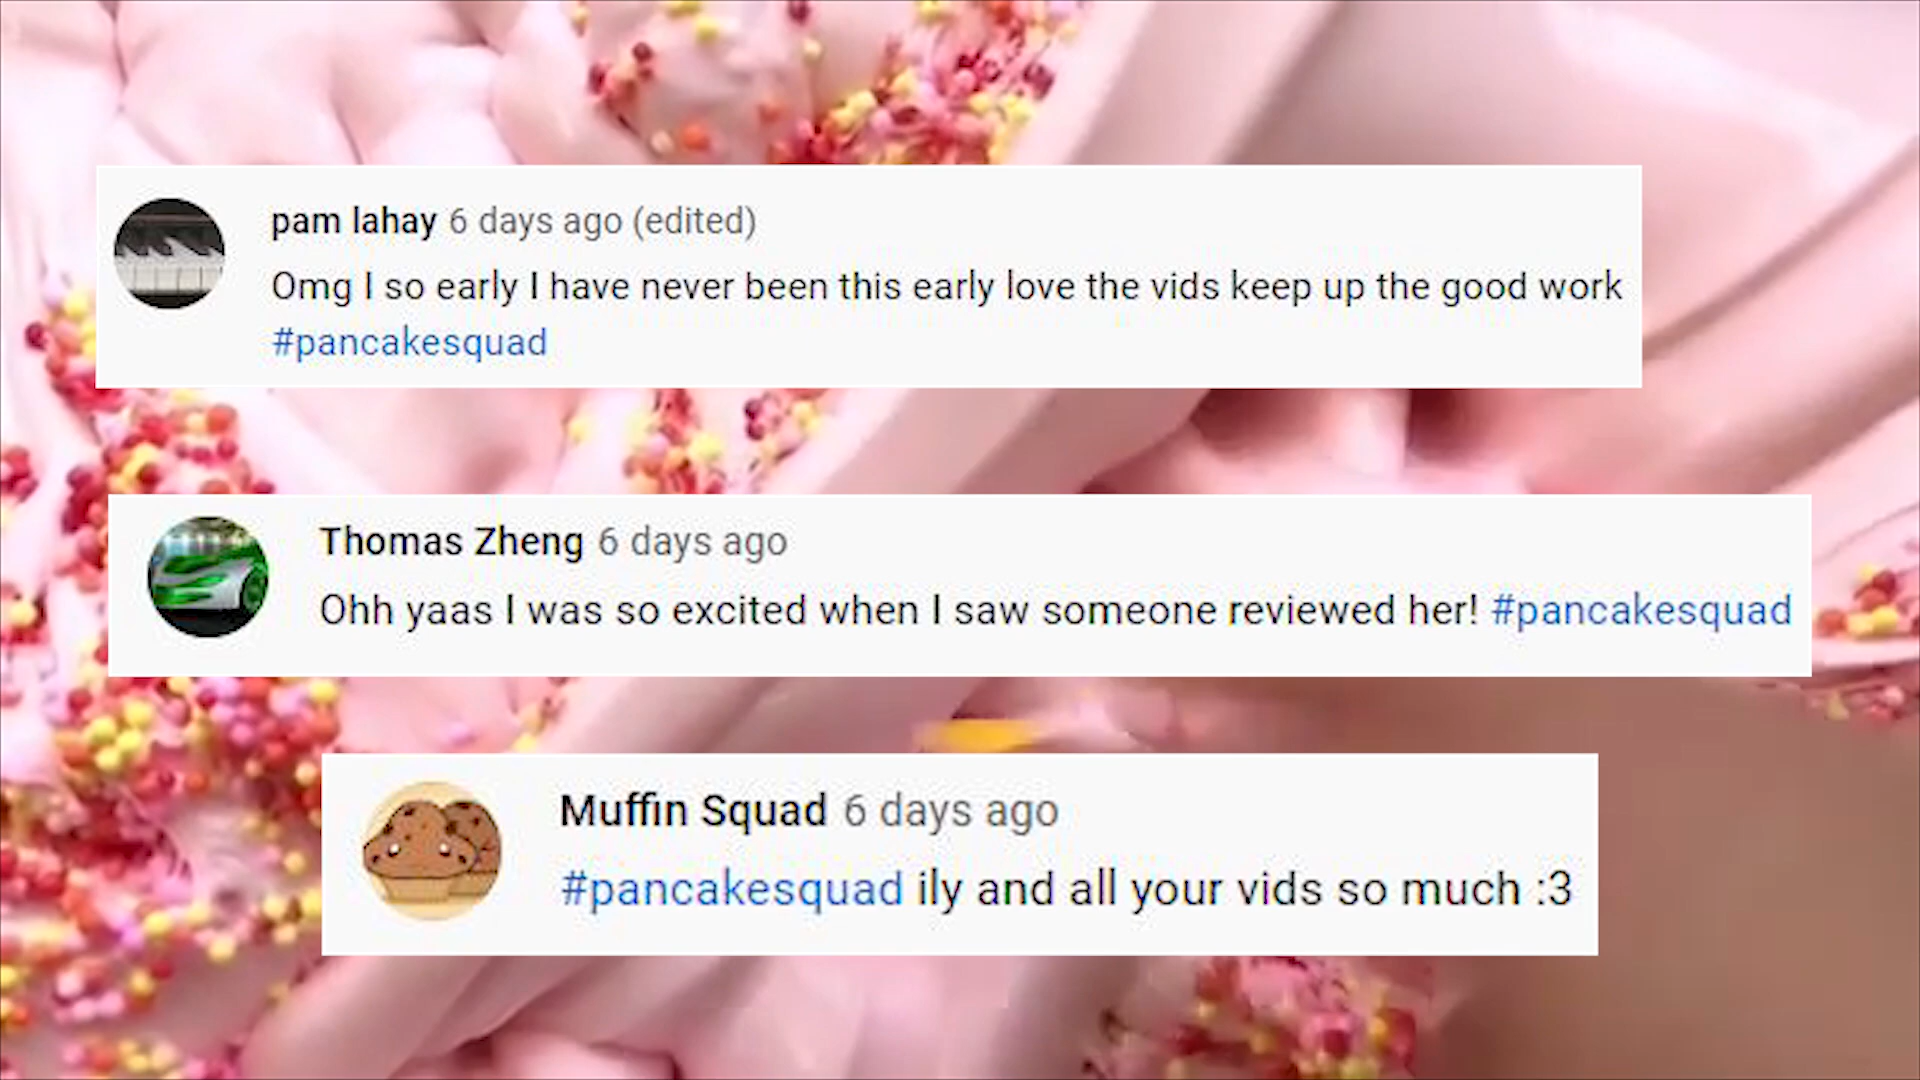 pam lahay 6 days ago (edited)
Omg I so early I have never been this early love the vids keep up the good work
#pancakesquad
Thomas Zheng 6 days ago
Ohh yaas I was so excited when I saw someone reviewed her! #pancakesquad
Muffin Squad 6 days ago
#pancakesquad ily and all your vids so much :3